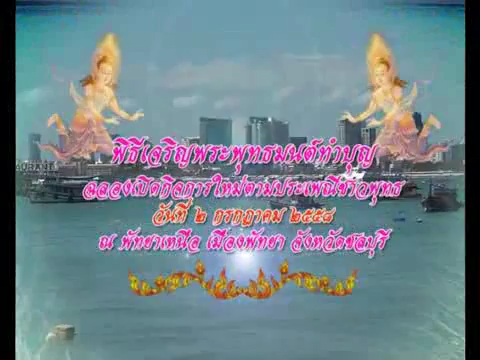 พิธีเจริญพระพุทธมนต์ทำบุญ
ฉลองเปิดกิจการใหม่ตามประเพณีชาวพุทธ
วันที่ ๒ กรกฎาคม ๒๕๕๘
ณ พัทยาเหนือ เมืองพัทยา จังหวัดชลบุรี